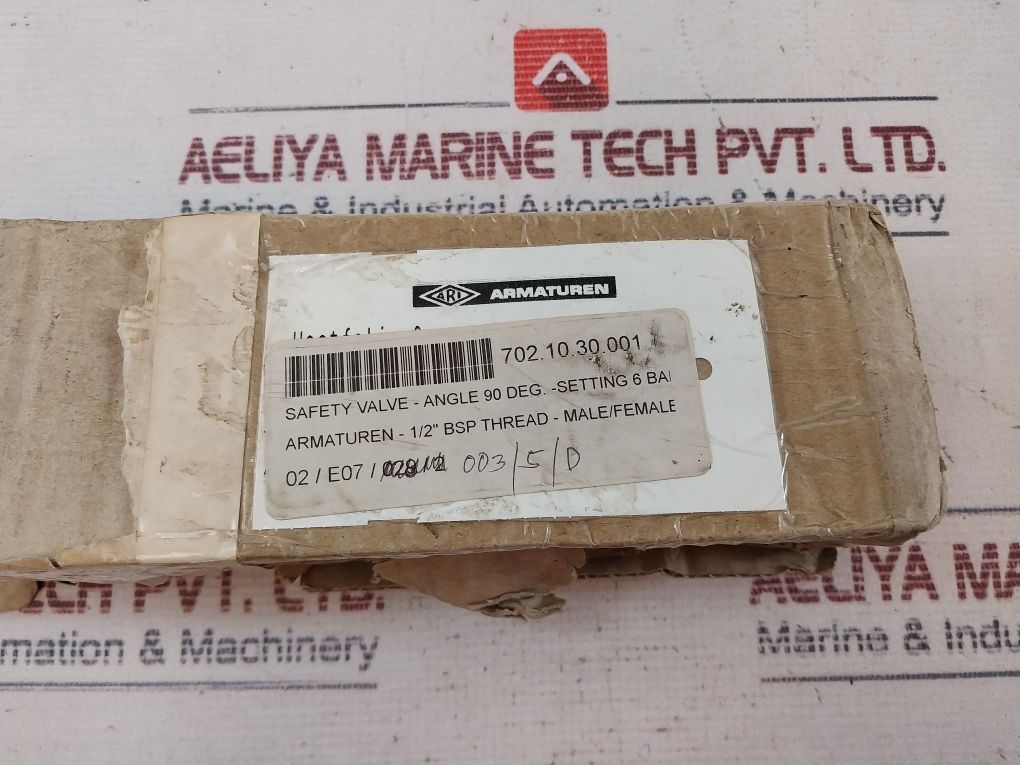 AELIYA MARINE TECH PVT. LTD.
Marine & Industrial Automation & Machinery
ARI ARMATUREN
702.10.30.001
SAFETY VALVE - ANGLE 90 DEG. -SETTING 6 BA
ARMATUREN - 1/2" BSP THREAD - MALE/FEMALE
02 / E07 / 003/5/D
TECH PVT. LTD.
mation & Machinery
AELIYA MA
Marine & Indu